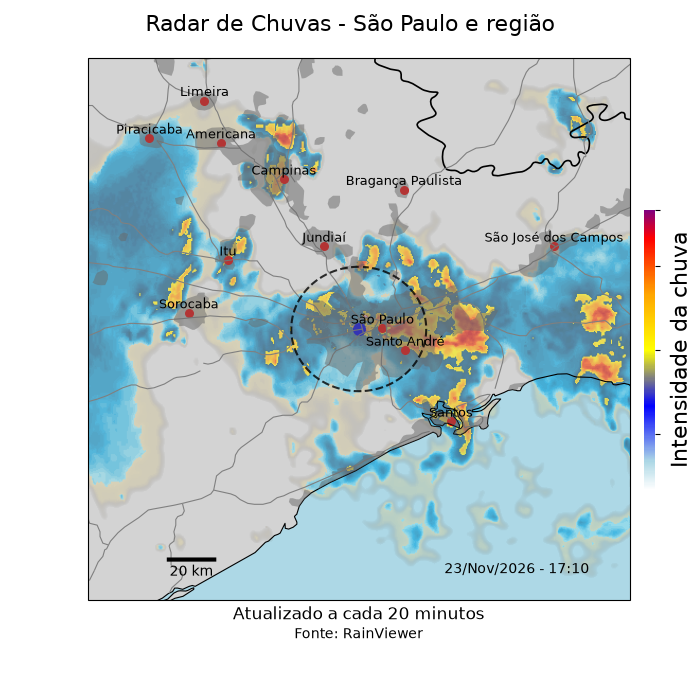 Radar de Chuvas - São Paulo e região
Limeira
Piracicaba
Americana
Campinas
Bragança Paulista
Itu
Jundiaí
São José dos Campos
Sorocaba
São Paulo
Santo André
Santos
Intensidade da chuva
20 km
23/Nov/2026 - 17:10
Atualizado a cada 20 minutos
Fonte: RainViewer